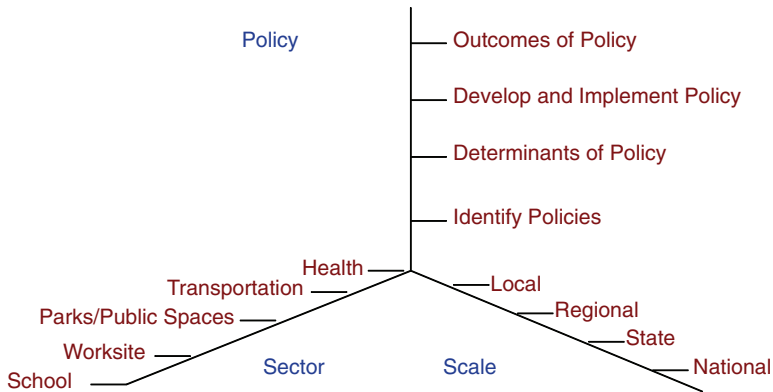 Policy
Outcomes of Policy
Develop and Implement Policy
Determinants of Policy
Identify Policies
Health
Transportation
Parks/Public Spaces
Worksite
School
Sector
Scale
Local
Regional
State
National